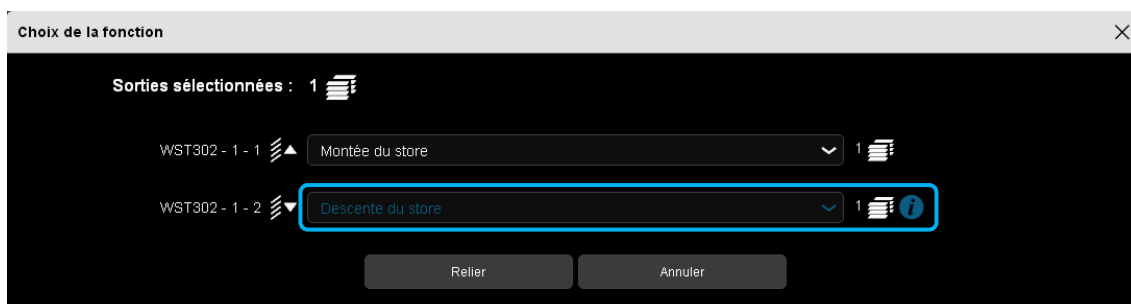 Choix de la fonction
Sorties sélectionnées : 1
WST302 - 1 - 1 Montée du store 1
WST302 - 1 - 2 Descente du store 1 i
Relier Annuler